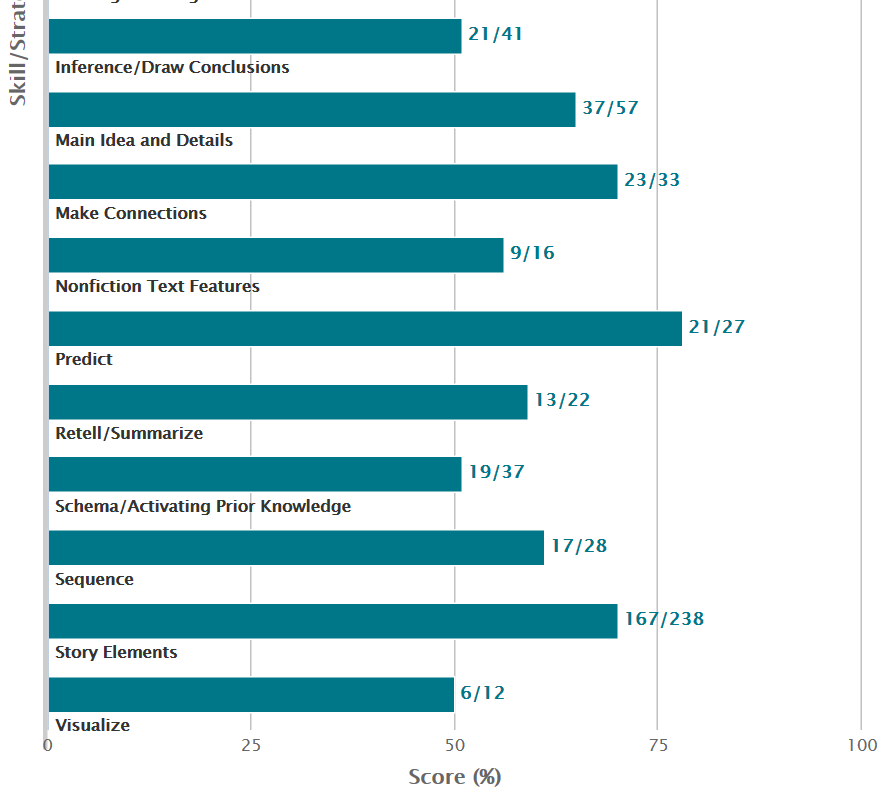 Skill/Strat
21/41
Inference/Draw Conclusions
37/57
Main Idea and Details
23/33
Make Connections
9/16
Nonfiction Text Features
21/27
Predict
13/22
Retell/Summarize
19/37
Schema/Activating Prior Knowledge
17/28
Sequence
167/238
Story Elements
6/12
Visualize
0 25 50 75 100
Score (%)